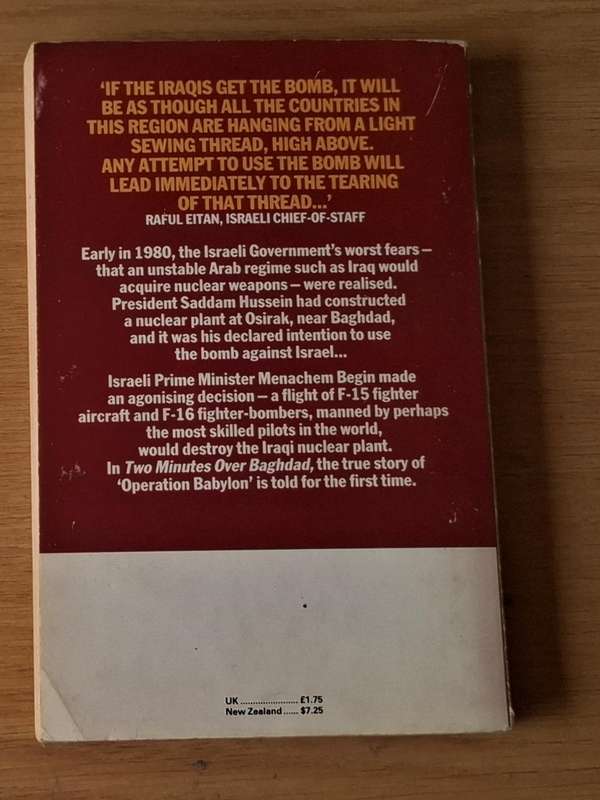 ‘IF THE IRAQIS GET THE BOMB, IT WILL
BE AS THOUGH ALL THE COUNTRIES IN
THIS REGION ARE HANGING FROM A LIGHT
SEWING THREAD, HIGH ABOVE.
ANY ATTEMPT TO USE THE BOMB WILL
LEAD IMMEDIATELY TO THE TEARING
OF THAT THREAD...’
RAFUL EITAN, ISRAELI CHIEF-OF-STAFF
Early in 1980, the Israeli Government’s worst fears –
that an unstable Arab regime such as Iraq would
acquire nuclear weapons – were realised.
President Saddam Hussein had constructed
a nuclear plant at Osirak, near Baghdad,
and it was his declared intention to use
the bomb against Israel...
Israeli Prime Minister Menachem Begin made
an agonising decision – a flight of F-15 fighter
aircraft and F-16 fighter-bombers, manned by perhaps
the most skilled pilots in the world,
would destroy the Iraqi nuclear plant.
In Two Minutes Over Baghdad, the true story of
‘Operation Babylon’ is told for the first time.
UK ....................... £1.75
New Zealand ...... $7.25